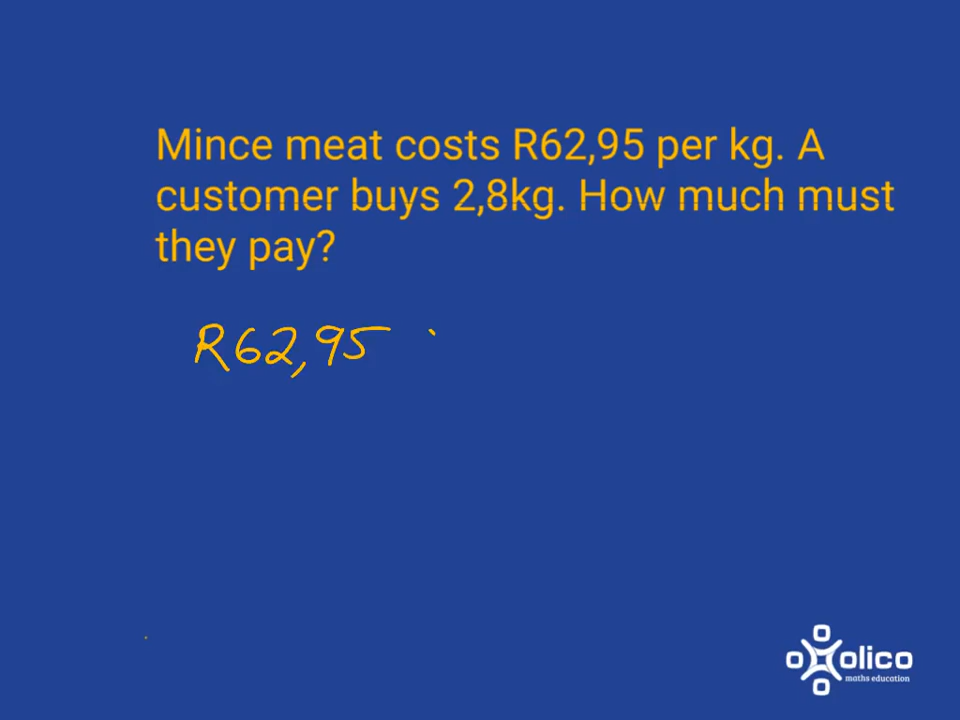 Mince meat costs R62,95 per kg. A
customer buys 2,8kg. How much must
they pay?
R62,95
olico
maths education